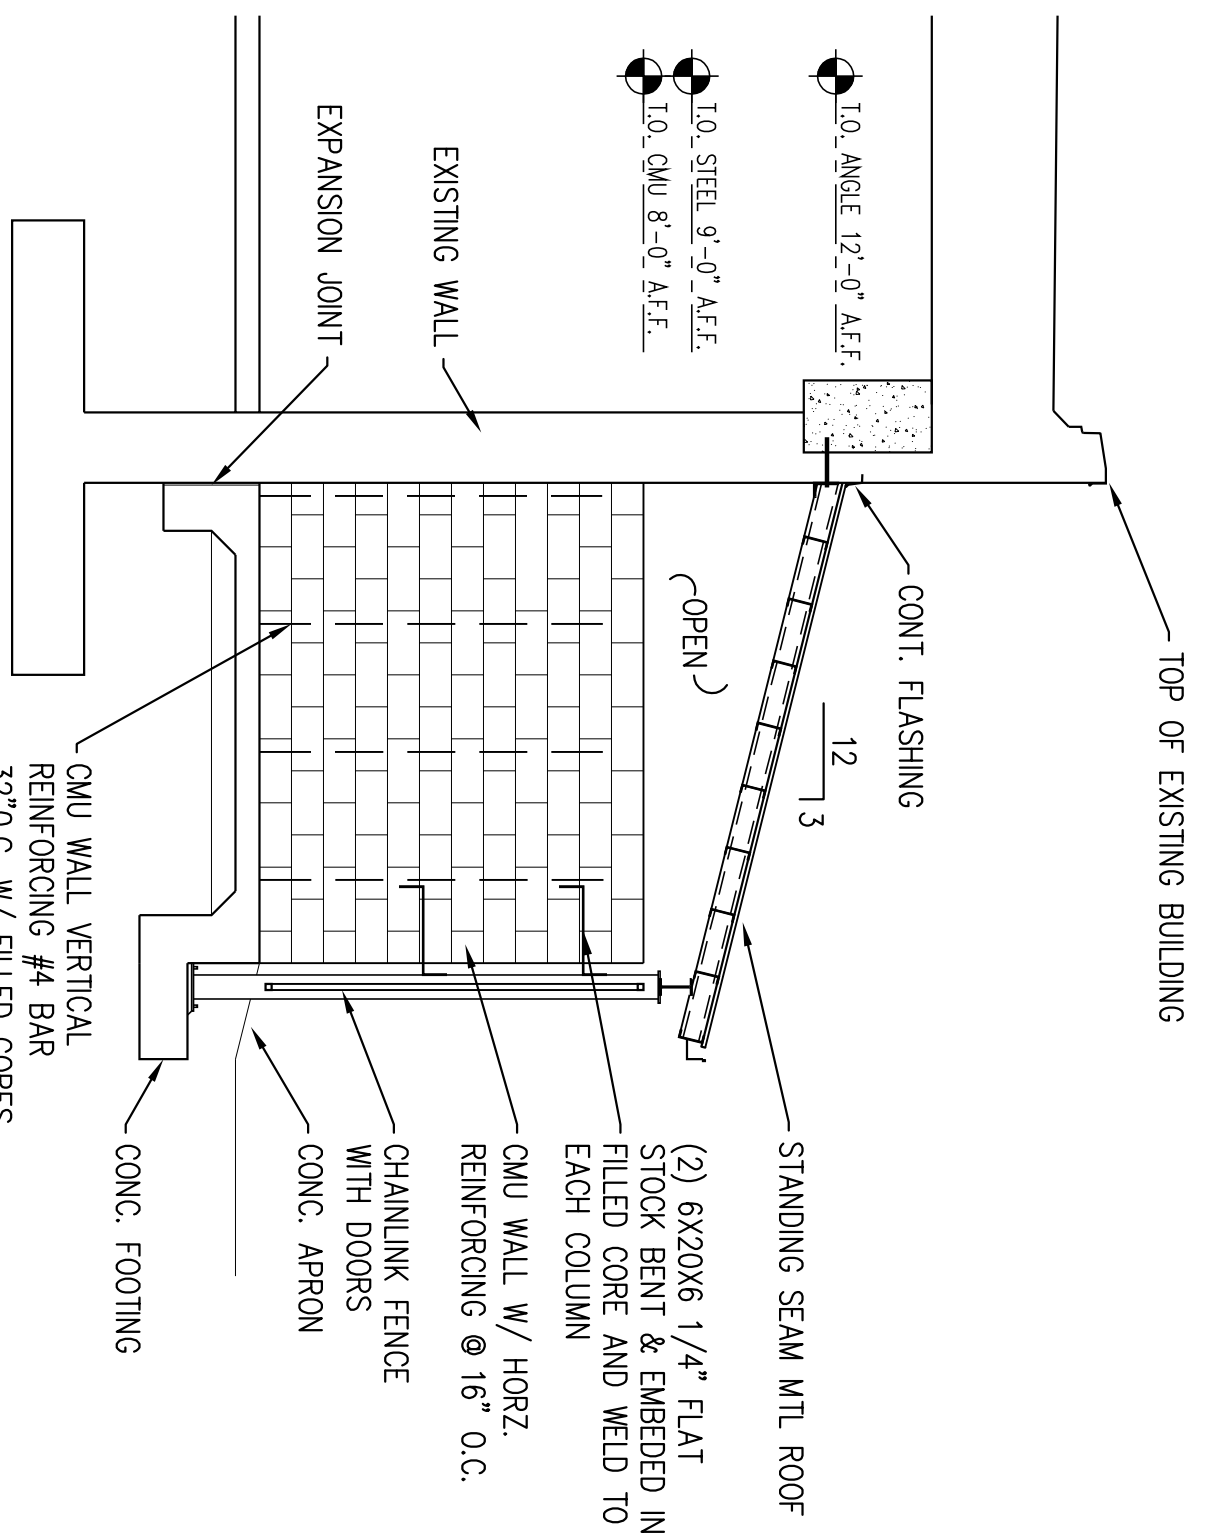 TOP OF EXISTING BUILDING
CONT. FLASHING
T.O. ANGLE 12'-0" A.F.F.
12
3
STANDING SEAM MTL ROOF
T.O. STEEL 9'-0" A.F.F.
T.O. CMU 8'-0" A.F.F.
OPEN
(2) 6X20X6 1/4" FLAT
STOCK BENT & EMBEDED IN
FILLED CORE AND WELD TO
EACH COLUMN
EXISTING WALL
CMU WALL W/ HORZ.
REINFORCING @ 16" O.C.
EXPANSION JOINT
CHAINLINK FENCE
WITH DOORS
CONC. APRON
CONC. FOOTING
CMU WALL VERTICAL
REINFORCING #4 BAR
32"O.C. W/ FILLED CORES